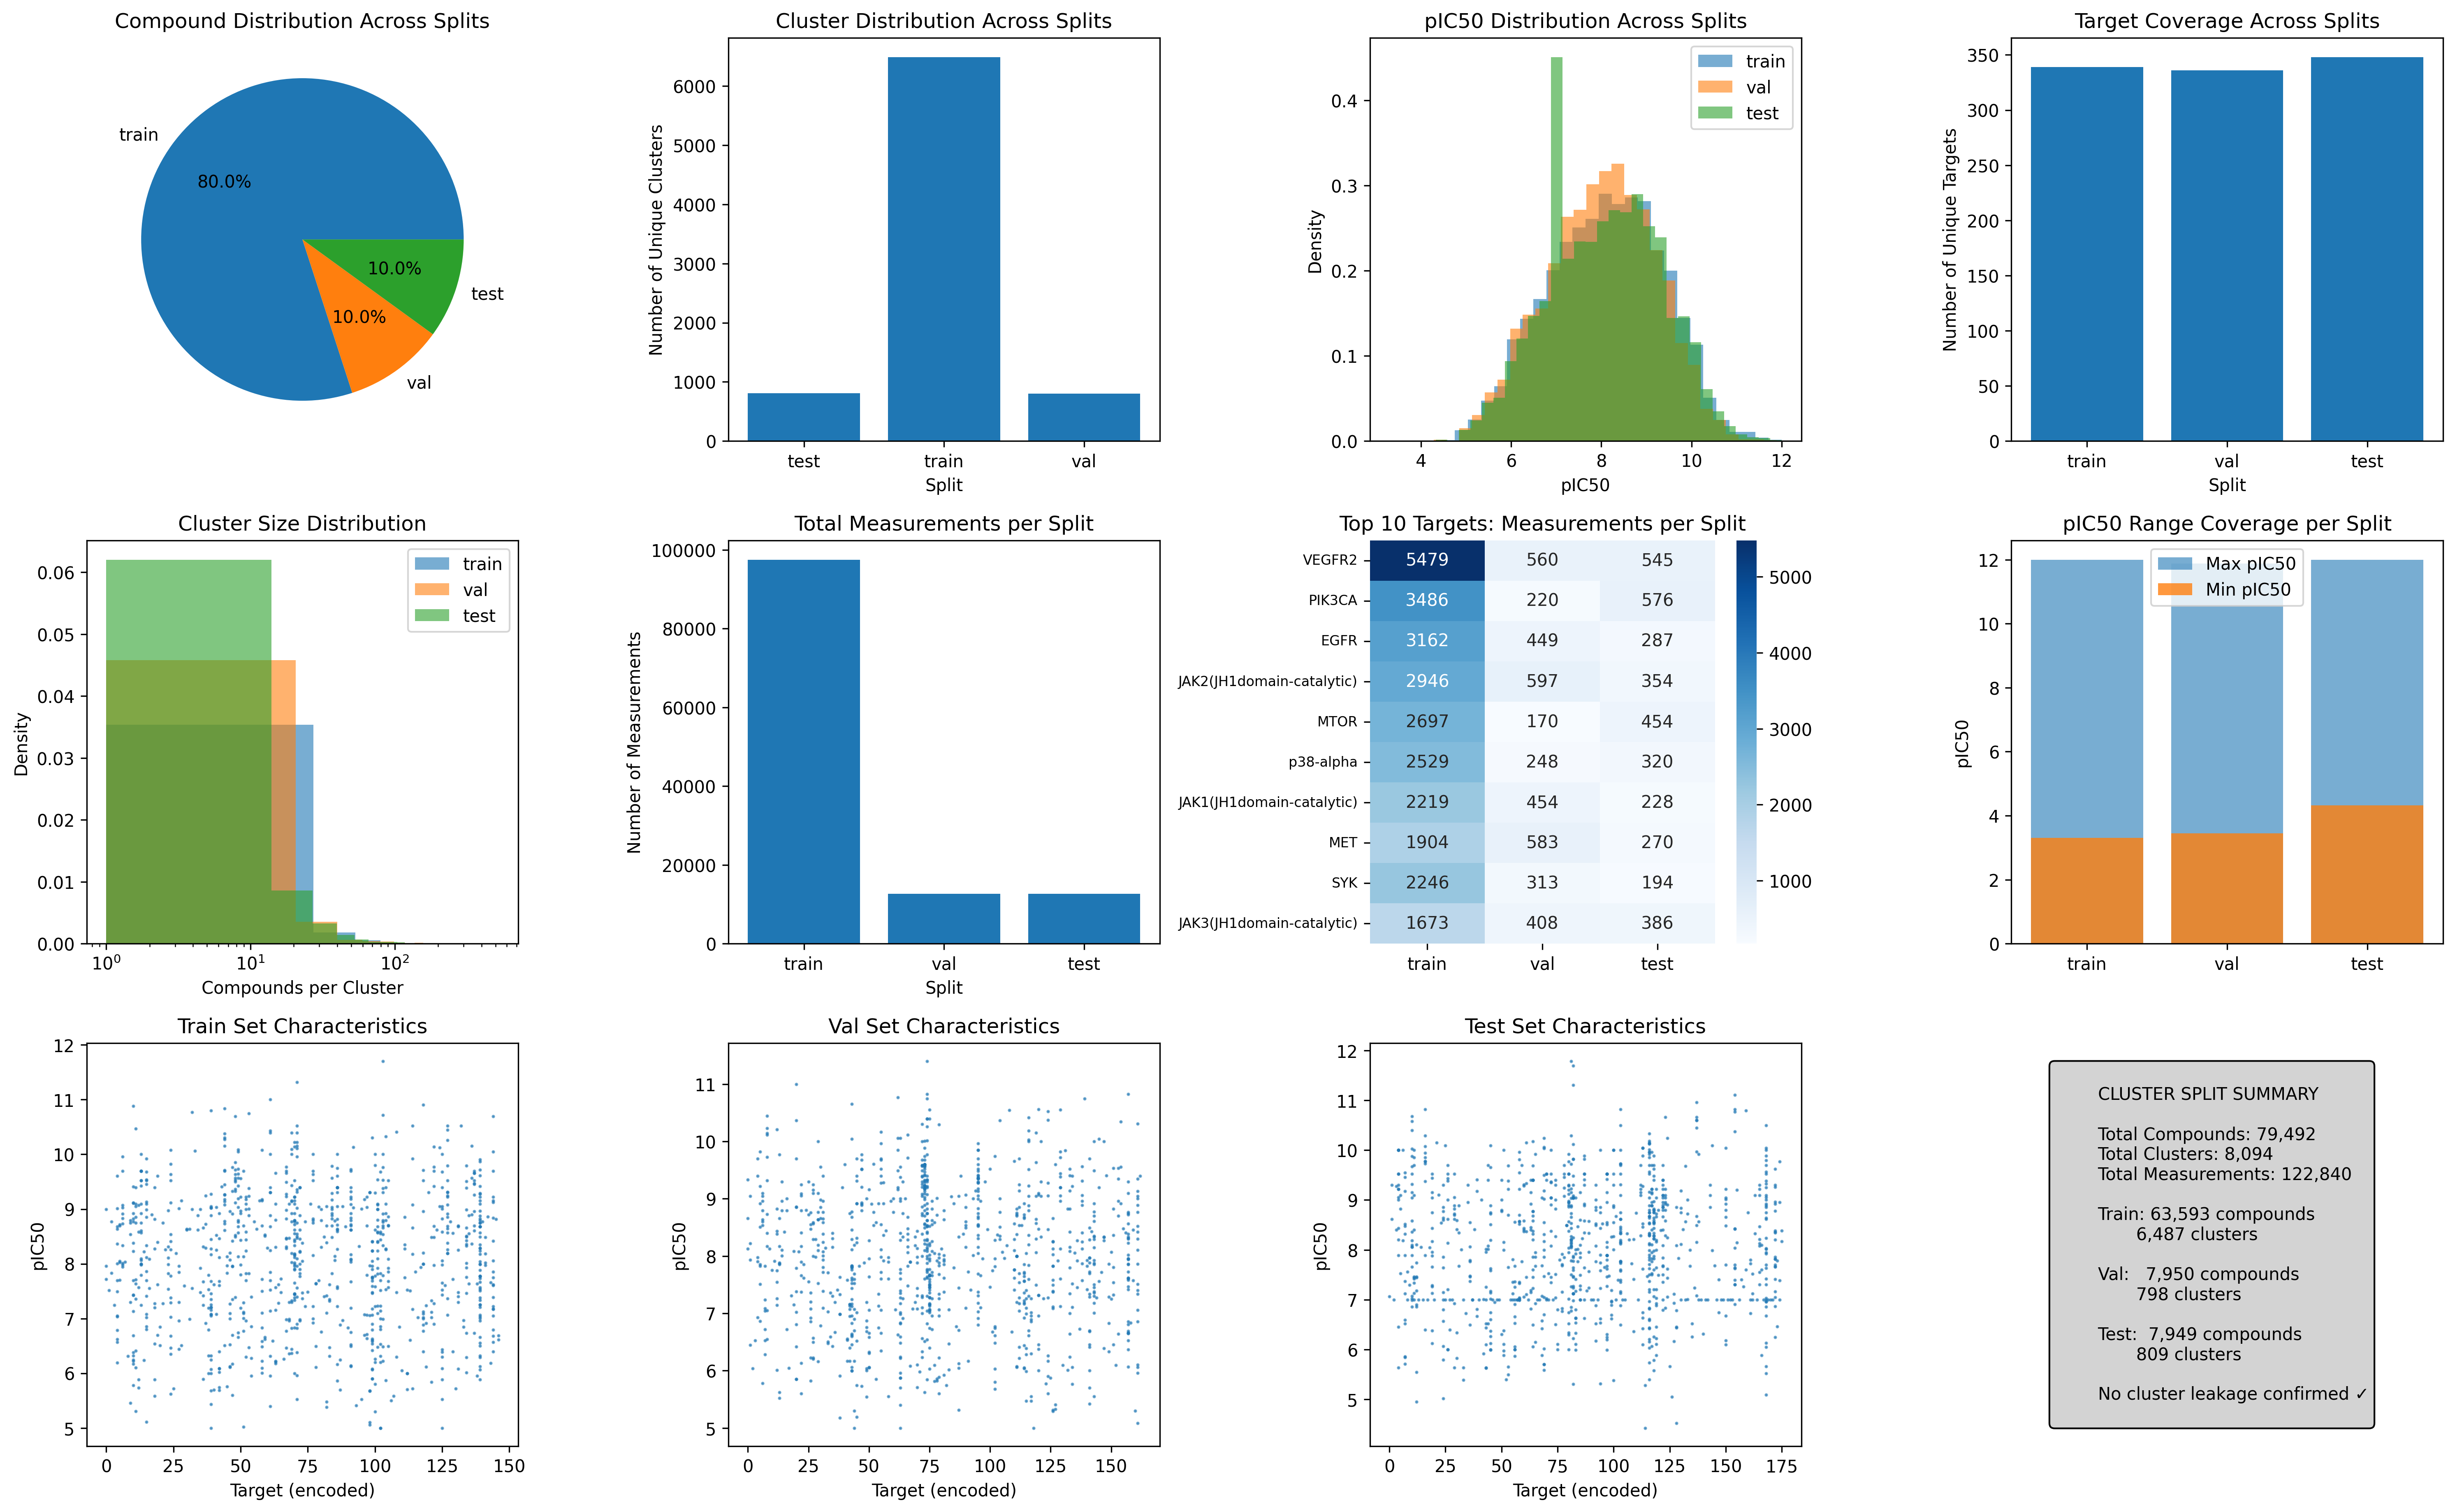 Compound Distribution Across Splits
train
80.0%
10.0%
test
10.0%
val
Cluster Distribution Across Splits
Number of Unique Clusters
6000
5000
4000
3000
2000
1000
0
test train val
Split
pIC50 Distribution Across Splits
train
val
test
Density
0.4
0.3
0.2
0.1
0.0
4 6 8 10 12
pIC50
Target Coverage Across Splits
Number of Unique Targets
350
300
250
200
150
100
50
0
train val test
Split
Cluster Size Distribution
train
val
test
Density
0.06
0.05
0.04
0.03
0.02
0.01
0.00
10⁰ 10¹ 10²
Compounds per Cluster
Total Measurements per Split
Number of Measurements
100000
80000
60000
40000
20000
0
train val test
Split
Top 10 Targets: Measurements per Split
VEGFR2 5479 560 545
PIK3CA 3486 220 576
EGFR 3162 449 287
JAK2(JH1domain-catalytic) 2946 597 354
MTOR 2697 170 454
p38-alpha 2529 248 320
JAK1(JH1domain-catalytic) 2219 454 228
MET 1904 583 270
SYK 2246 313 194
JAK3(JH1domain-catalytic) 1673 408 386
train val test
5000
4000
3000
2000
1000
pIC50 Range Coverage per Split
Max pIC50
Min pIC50
pIC50
12
10
8
6
4
2
0
train val test
Train Set Characteristics
pIC50
12
11
10
9
8
7
6
5
0 25 50 75 100 125 150
Target (encoded)
Val Set Characteristics
pIC50
11
10
9
8
7
6
5
0 25 50 75 100 125 150
Target (encoded)
Test Set Characteristics
pIC50
12
11
10
9
8
7
6
5
0 25 50 75 100 125 150 175
Target (encoded)
CLUSTER SPLIT SUMMARY
Total Compounds: 79,492
Total Clusters: 8,094
Total Measurements: 122,840
Train: 63,593 compounds
6,487 clusters
Val: 7,950 compounds
798 clusters
Test: 7,949 compounds
809 clusters
No cluster leakage confirmed ✓